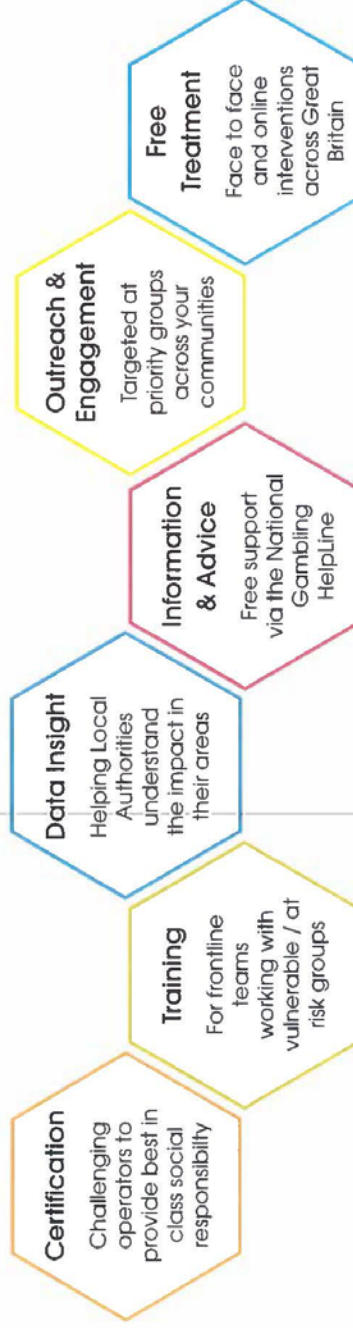 Certification
Challenging
operators to
provide best in
class social
responsibilty
Training
For frontline
teams
working with
vulnerable / at
risk groups
Data Insight
Helping Local
Authorities
understand
the impact in
their areas
Information
& Advice
Free support
via the National
Gambling
HelpLine
Outreach &
Engagement
Targeted at
priority groups
across your
communities
Free
Treatment
Face to face
and online
interventions
across Great
Britain